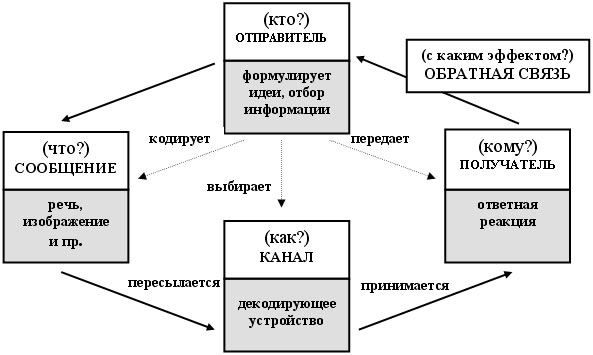 (кто?)
ОТПРАВИТЕЛЬ
формулирует
идеи, отбор
информации
(с каким эффектом?)
ОБРАТНАЯ СВЯЗЬ
кодирует
передает
выбирает
(что?)
СООБЩЕНИЕ
речь,
изображение
и пр.
(кому?)
ПОЛУЧАТЕЛЬ
ответная
реакция
(как?)
КАНАЛ
декодирующее
устройство
пересылается
принимается